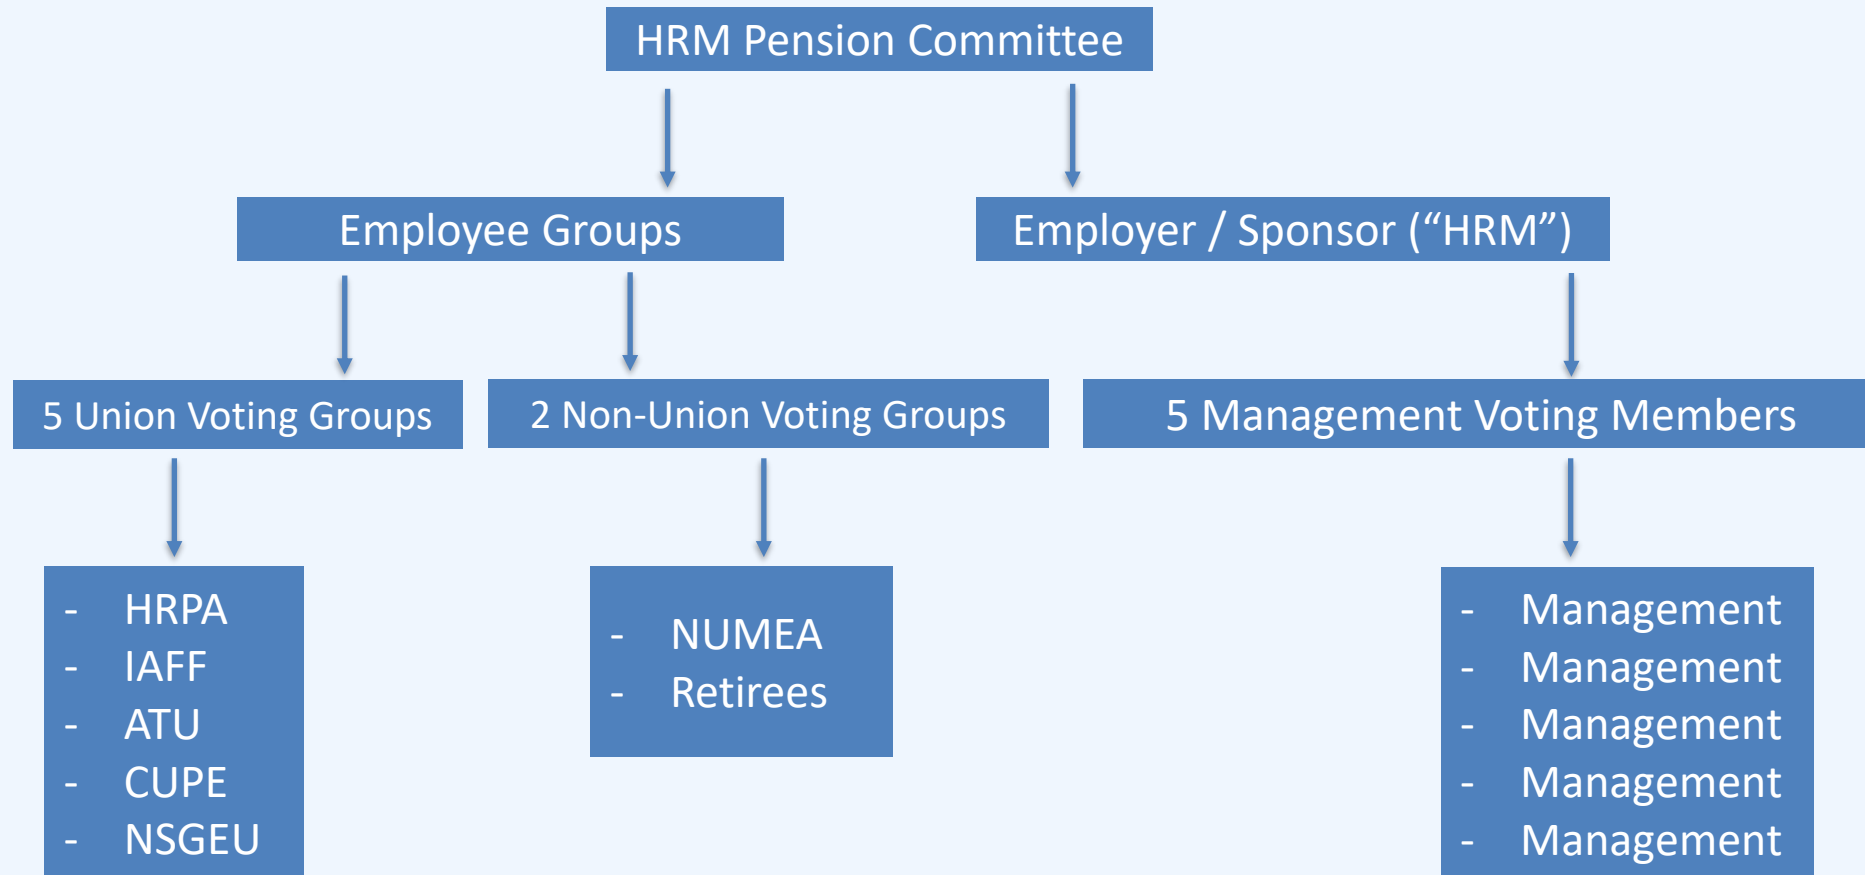 HRM Pension Committee
Employee Groups
Employer / Sponsor (“HRM”)
5 Union Voting Groups
2 Non-Union Voting Groups
5 Management Voting Members
- HRPA
- IAFF
- ATU
- CUPE
- NSGEU
- NUMEA
- Retirees
- Management
- Management
- Management
- Management
- Management